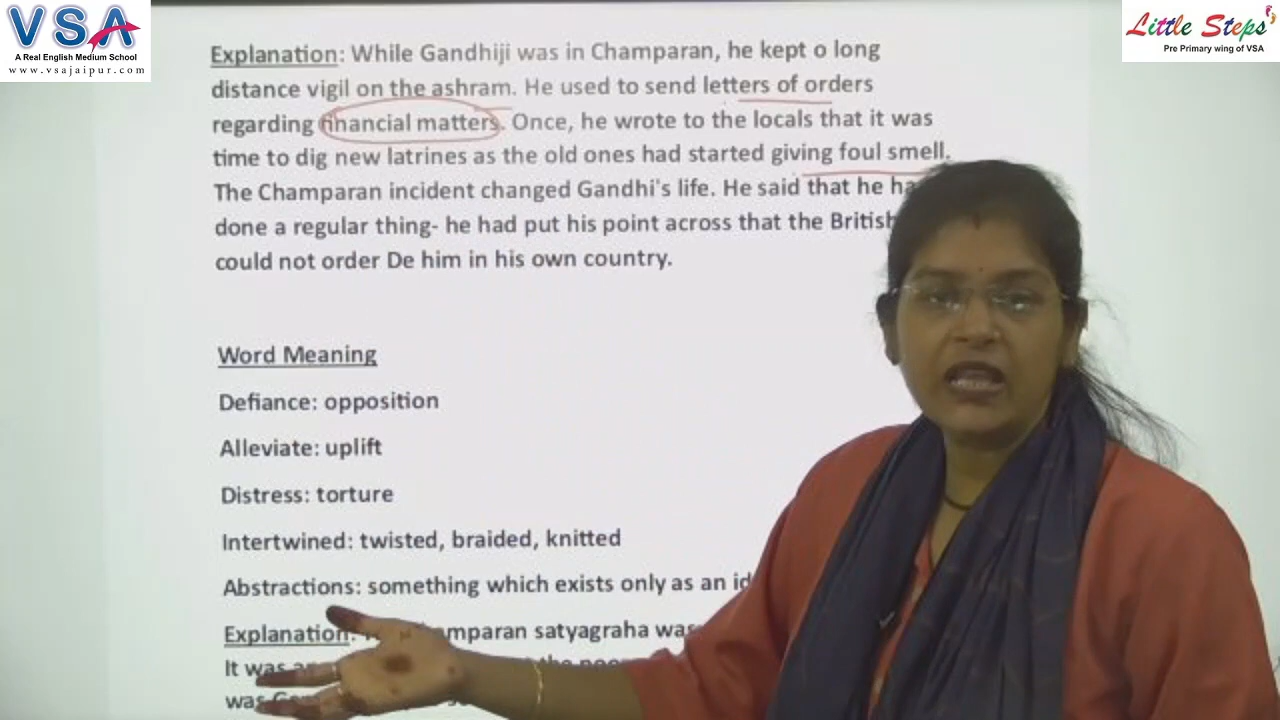 VSA
A Real English Medium School
www.vsajaipur.com
Little Steps
Pre Primary wing of VSA
Explanation: While Gandhiji was in Champaran, he kept o long
distance vigil on the ashram. He used to send letters of orders
regarding financial matters. Once, he wrote to the locals that it was
time to dig new latrines as the old ones had started giving foul smell.
The Champaran incident changed Gandhi's life. He said that he ha
done a regular thing- he had put his point across that the British
could not order De him in his own country.
Word Meaning
Defiance: opposition
Alleviate: uplift
Distress: torture
Intertwined: twisted, braided, knitted
Abstractions: something which exists only as an id
Explanation: mparan satyagraha was
It was
was